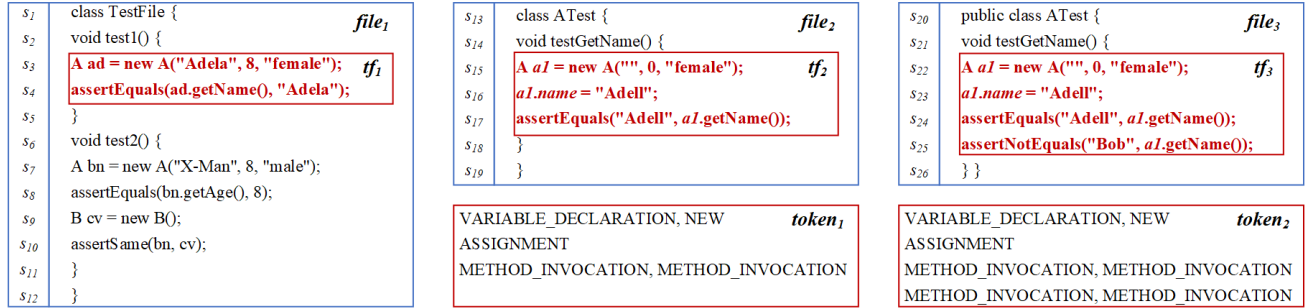 s1 class TestFile { file1
s2 void test1() {
s3 A ad = new A("Adela", 8, "female"); tf1
s4 assertEquals(ad.getName(), "Adela");
s5 }
s6 void test2() {
s7 A bn = new A("X-Man", 8, "male");
s8 assertEquals(bn.getAge(), 8);
s9 B cv = new B();
s10 assertSame(bn, cv);
s11 }
s12 }
s13 class ATest { file2
s14 void testGetName() {
s15 A a1 = new A("", 0, "female"); tf2
s16 a1.name = "Adell";
s17 assertEquals("Adell", a1.getName());
s18 }
s19 }
VARIABLE_DECLARATION, NEW token1
ASSIGNMENT
METHOD_INVOCATION, METHOD_INVOCATION
s20 public class ATest { file3
s21 void testGetName() {
s22 A a1 = new A("", 0, "female"); tf3
s23 a1.name = "Adell";
s24 assertEquals("Adell", a1.getName());
s25 assertNotEquals("Bob", a1.getName());
s26 } }
VARIABLE_DECLARATION, NEW token2
ASSIGNMENT
METHOD_INVOCATION, METHOD_INVOCATION
METHOD_INVOCATION, METHOD_INVOCATION